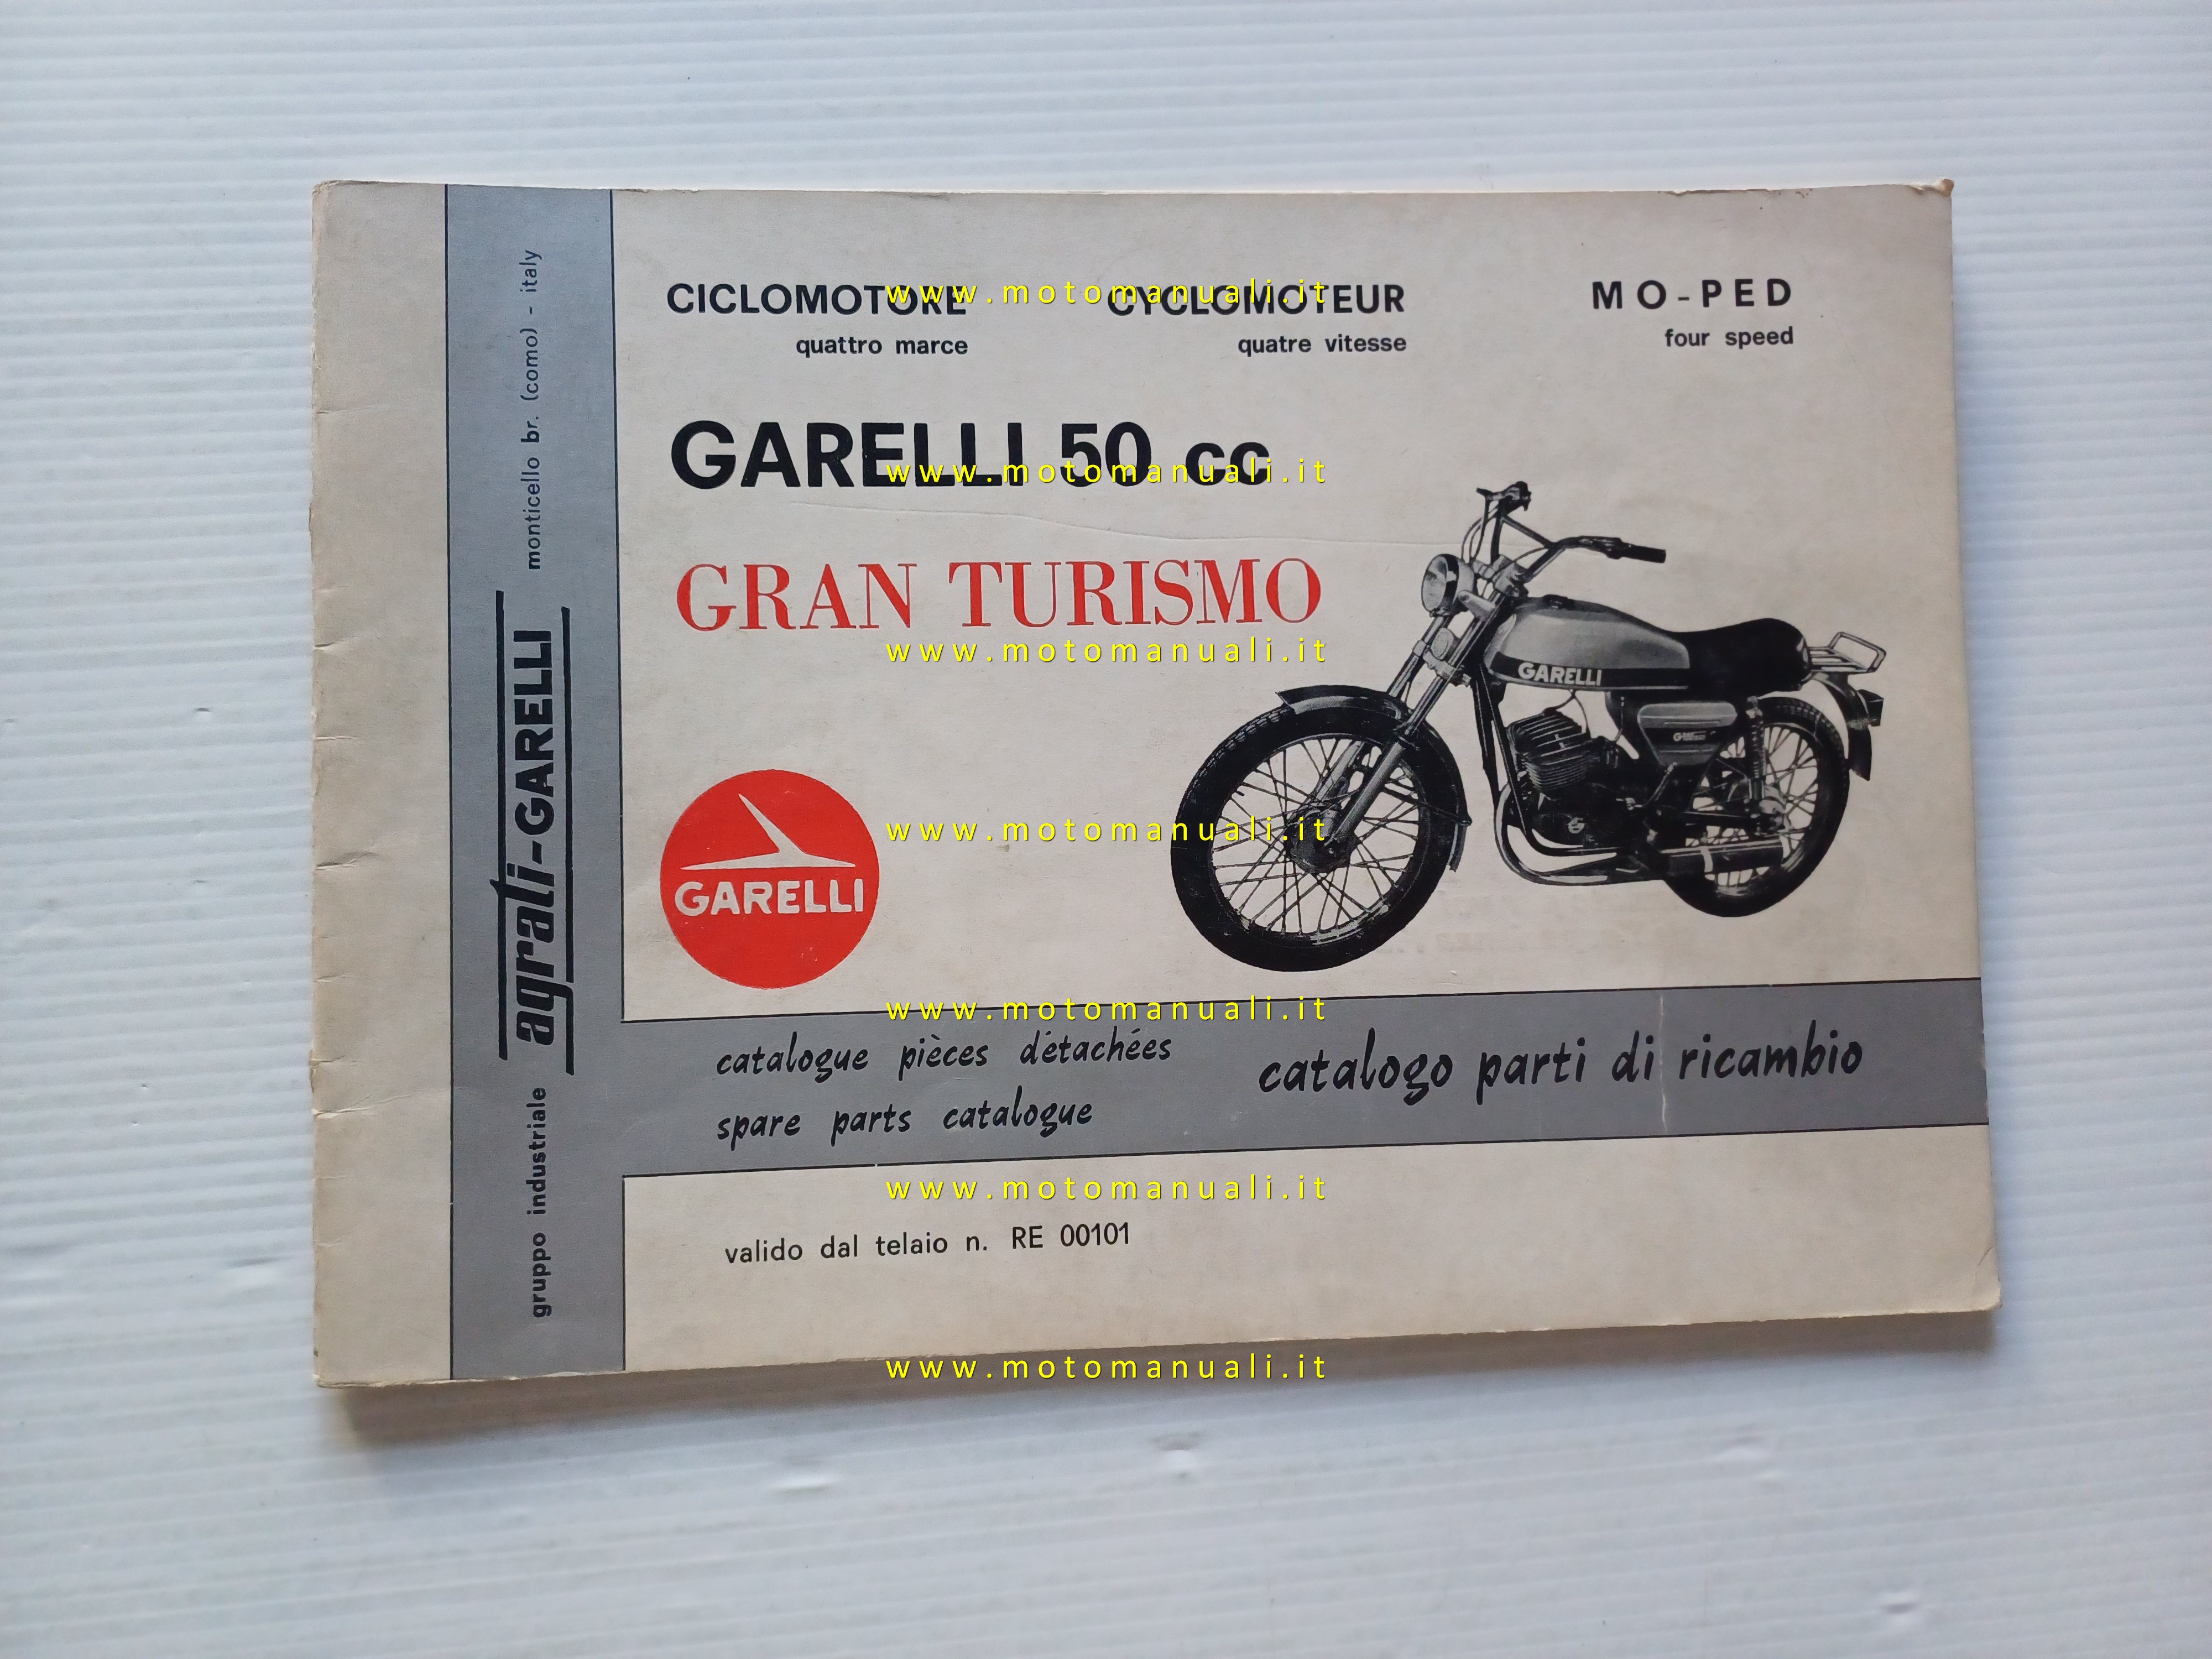 CICLOMOTORE
quattro marce
CYCLOMOTEUR
quatre vitesse
MO-PED
four speed
GARELLI 50 cc
GRAN TURISMO
GARELLI
GARELLI
catalogue pièces détachées
spare parts catalogue
catalogo parti di ricambio
valido dal telaio n. RE 00101
gruppo industriale agrati-GARELLI monticello br. (como) - italy
www.motomanuali.it
www.motomanuali.it
www.motomanuali.it
www.motomanuali.it
www.motomanuali.it
www.motomanuali.it
www.motomanuali.it